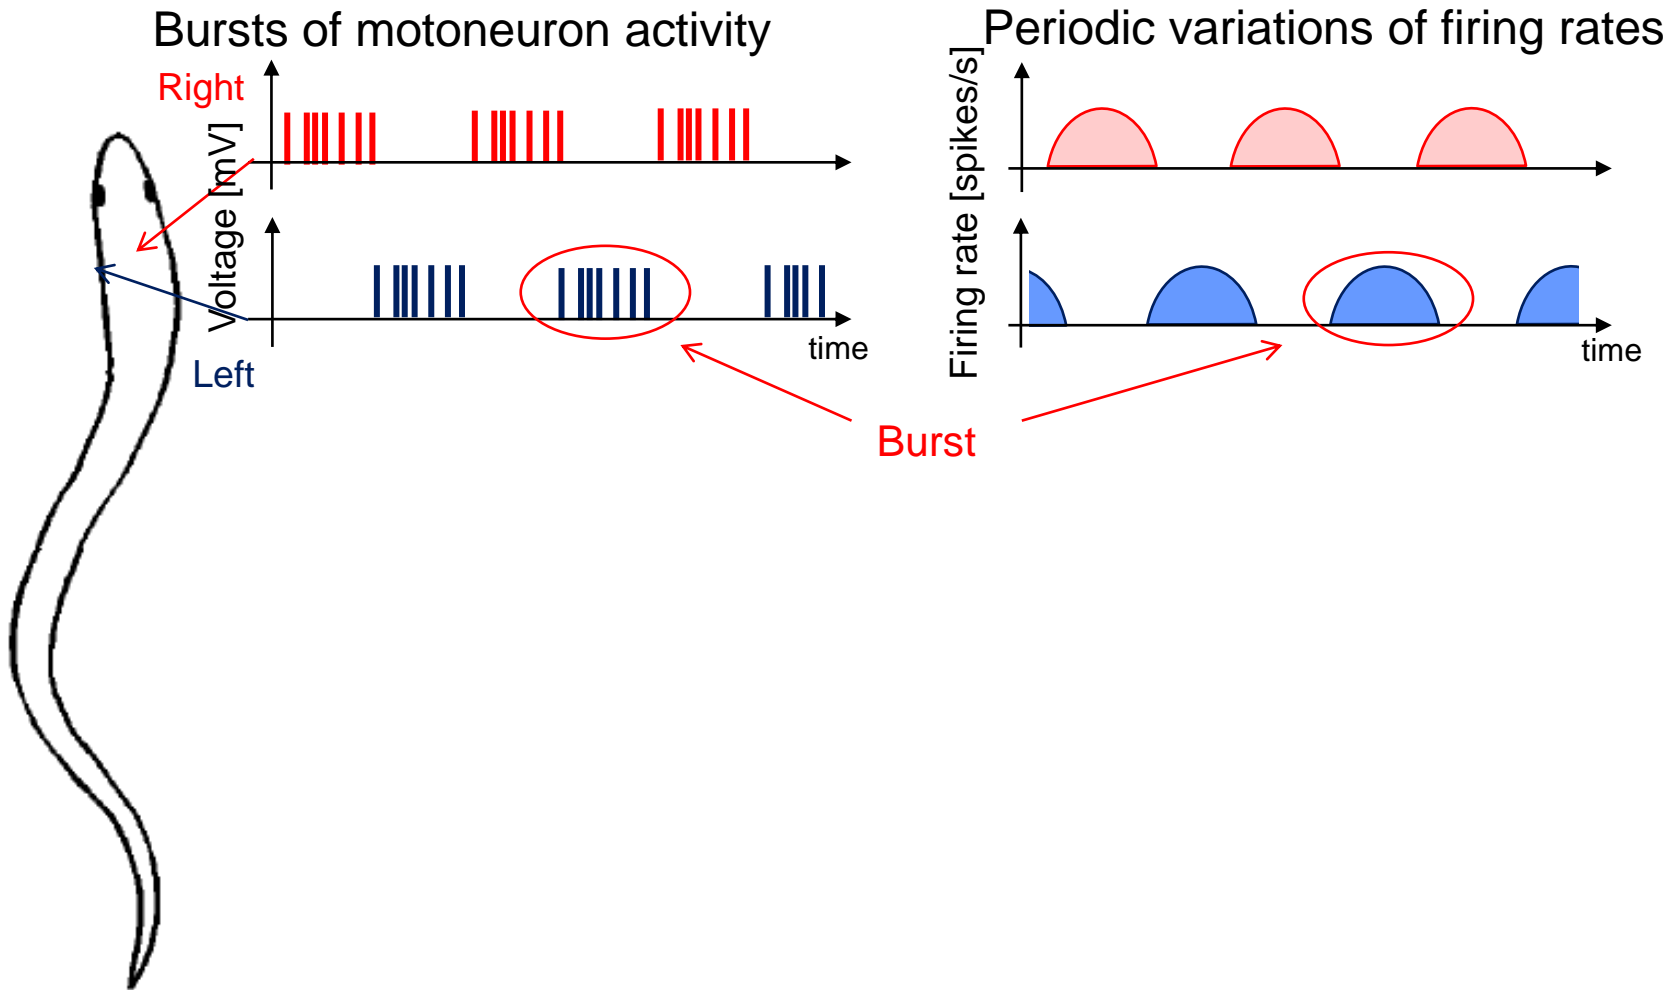 Bursts of motoneuron activity
Periodic variations of firing rates
Right
Voltage [mV]
Left
time
Firing rate [spikes/s]
time
Burst